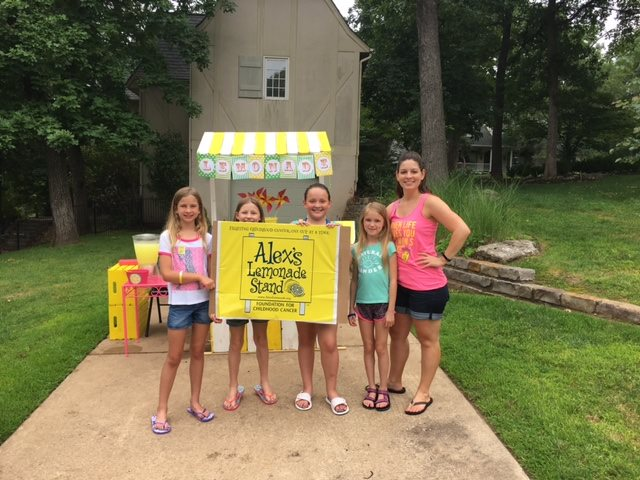 LEMONADE
FIGHTING CHILDHOOD CANCER, ONE CUP AT A TIME.
Alex's
Lemonade
Stand
FOUNDATION FOR
CHILDHOOD CANCER